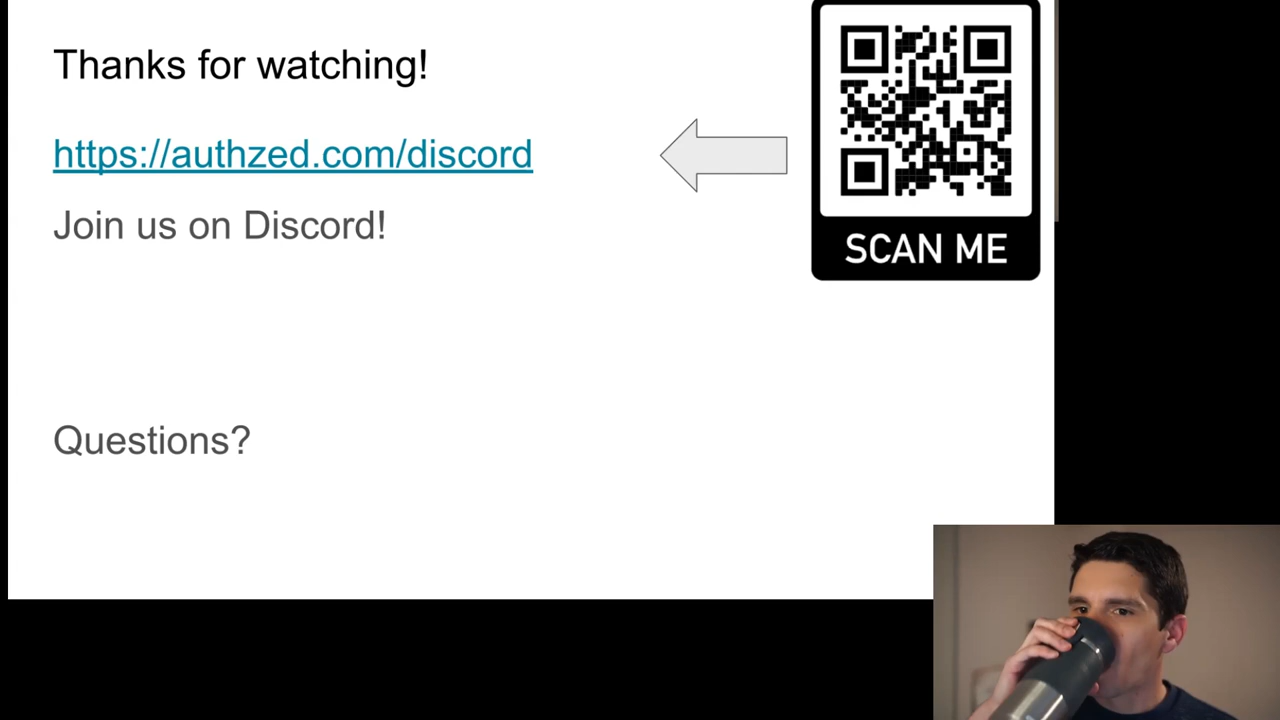 Thanks for watching!
https://authzed.com/discord
Join us on Discord!
SCAN ME
Questions?